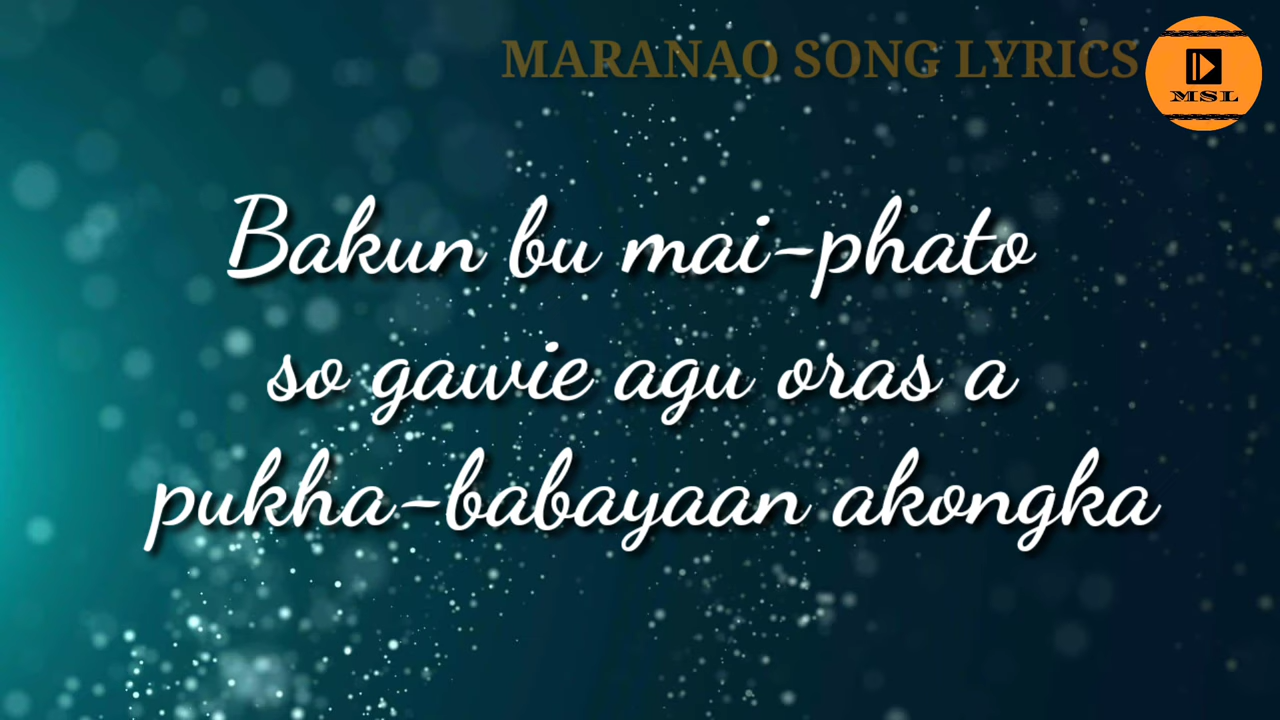 MARANAO SONG LYRICS
MSL
Bakun bu mai-phato
so gawie agu oras a
pukha-babayaan akongka